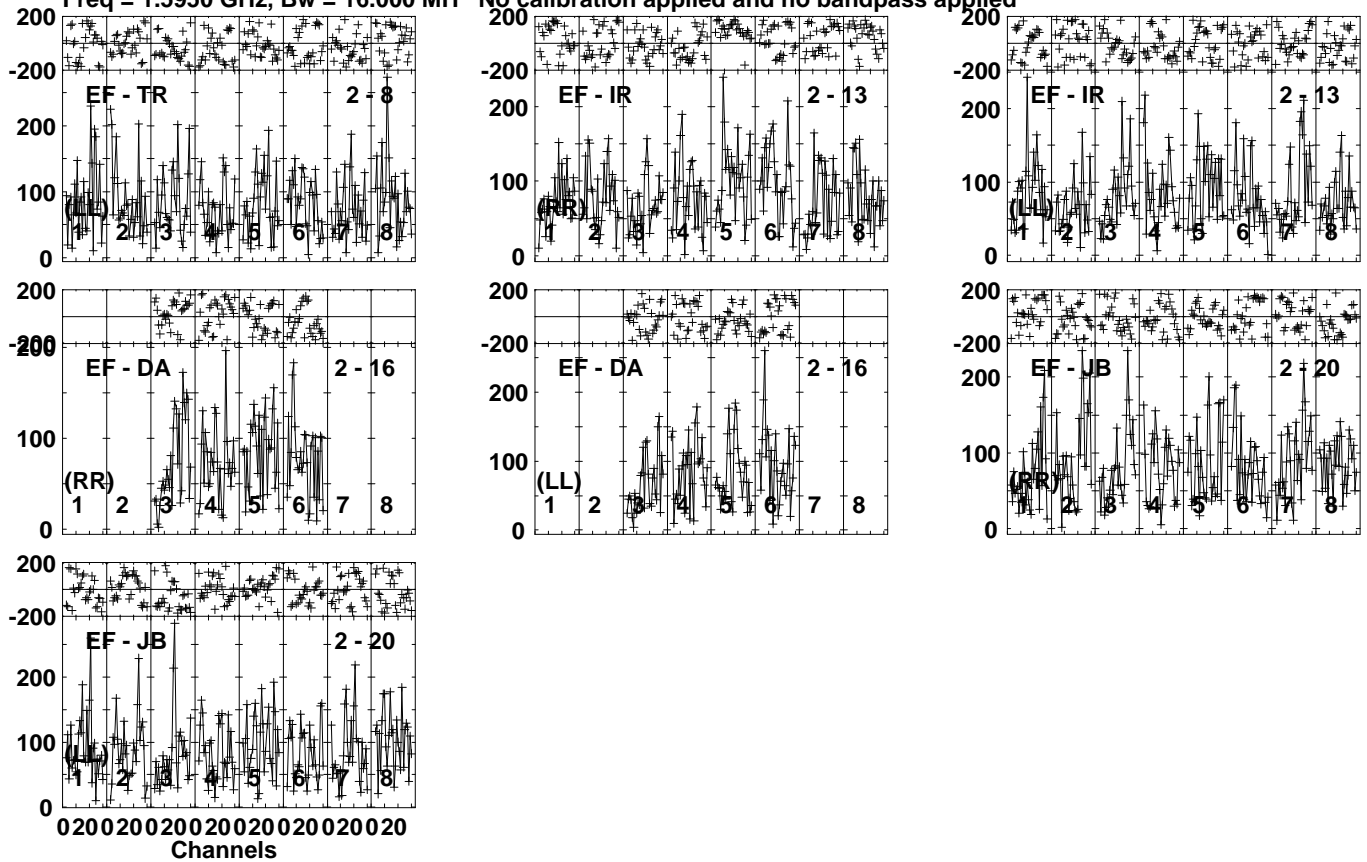 Freq = 1.5950 GHz, Bw = 16.000 MH No calibration applied and no bandpass applied
200
-200
EF - TR 2 - 8
200
100
0
(LL)
1 2 3 4 5 6 7 8
200
-200
EF - IR 2 - 13
200
100
0
(RR)
1 2 3 4 5 6 7 8
200
-200
EF - IR 2 - 13
200
100
0
(LL)
1 2 3 4 5 6 7 8
200
-200
200
EF - DA 2 - 16
100
0
(RR)
1 2 3 4 5 6 7 8
200
-200
EF - DA 2 - 16
200
100
0
(LL)
1 2 3 4 5 6 7 8
200
-200
EF - JB 2 - 20
200
100
0
(RR)
1 2 3 4 5 6 7 8
200
-200
EF - JB 2 - 20
200
100
0
(LL)
1 2 3 4 5 6 7 8
0 20 0 20 0 20 0 20 0 20 0 20 0 20 0 20
Channels